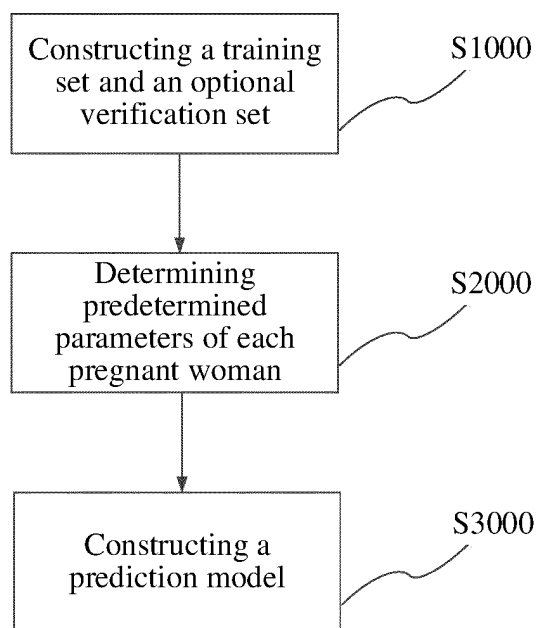 Constructing a training
set and an optional
verification set
S1000
Determining
predetermined
parameters of each
pregnant woman
S2000
Constructing a
prediction model
S3000